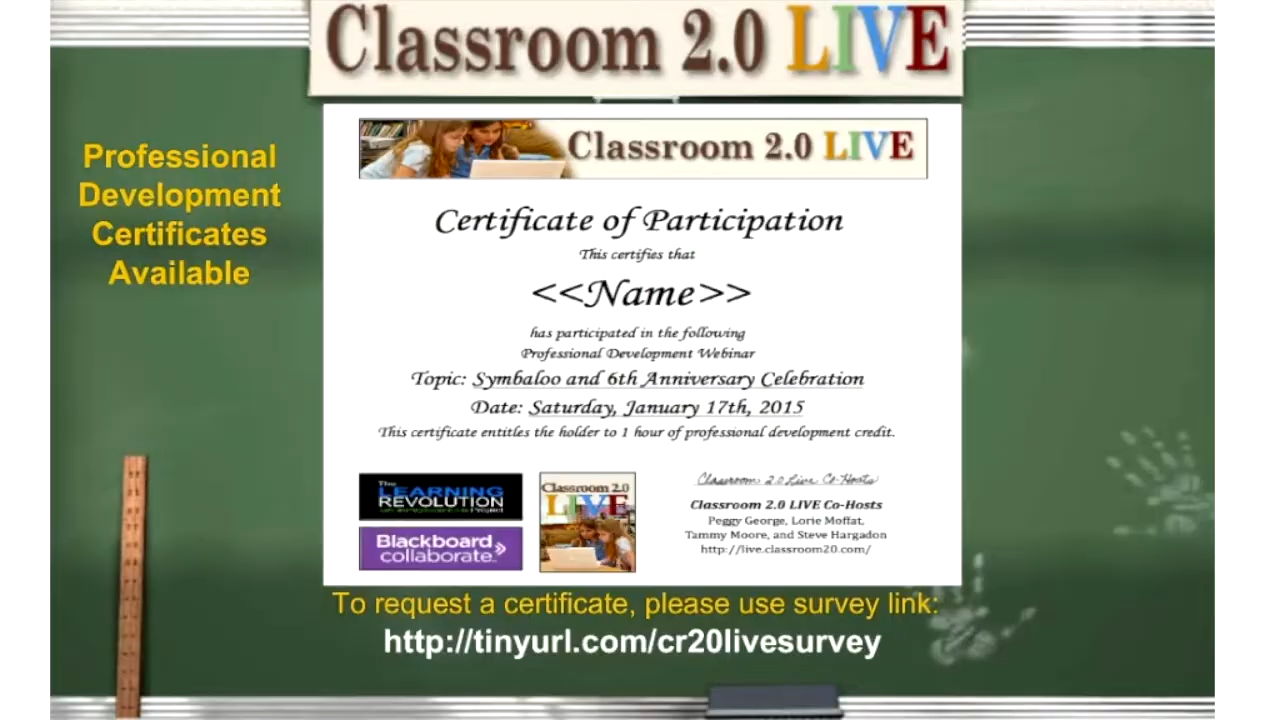 Classroom 2.0 LIVE
Professional
Development
Certificates
Available
Classroom 2.0 LIVE
Certificate of Participation
This certifies that
<<Name>>
has participated in the following
Professional Development Webinar
Topic: Symbaloo and 6th Anniversary Celebration
Date: Saturday, January 17th, 2015
This certificate entitles the holder to 1 hour of professional development credit.
The
LEARNING
REVOLUTION
Project
Blackboard
collaborate
Classroom 2.0
LIVE
Classroom 2.0 Live Co-Hosts
Classroom 2.0 LIVE Co-Hosts
Peggy George, Lorie Moffat,
Tammy Moore, and Steve Hargadon
http://live.classroom20.com/
To request a certificate, please use survey link:
http://tinyurl.com/cr20livesurvey